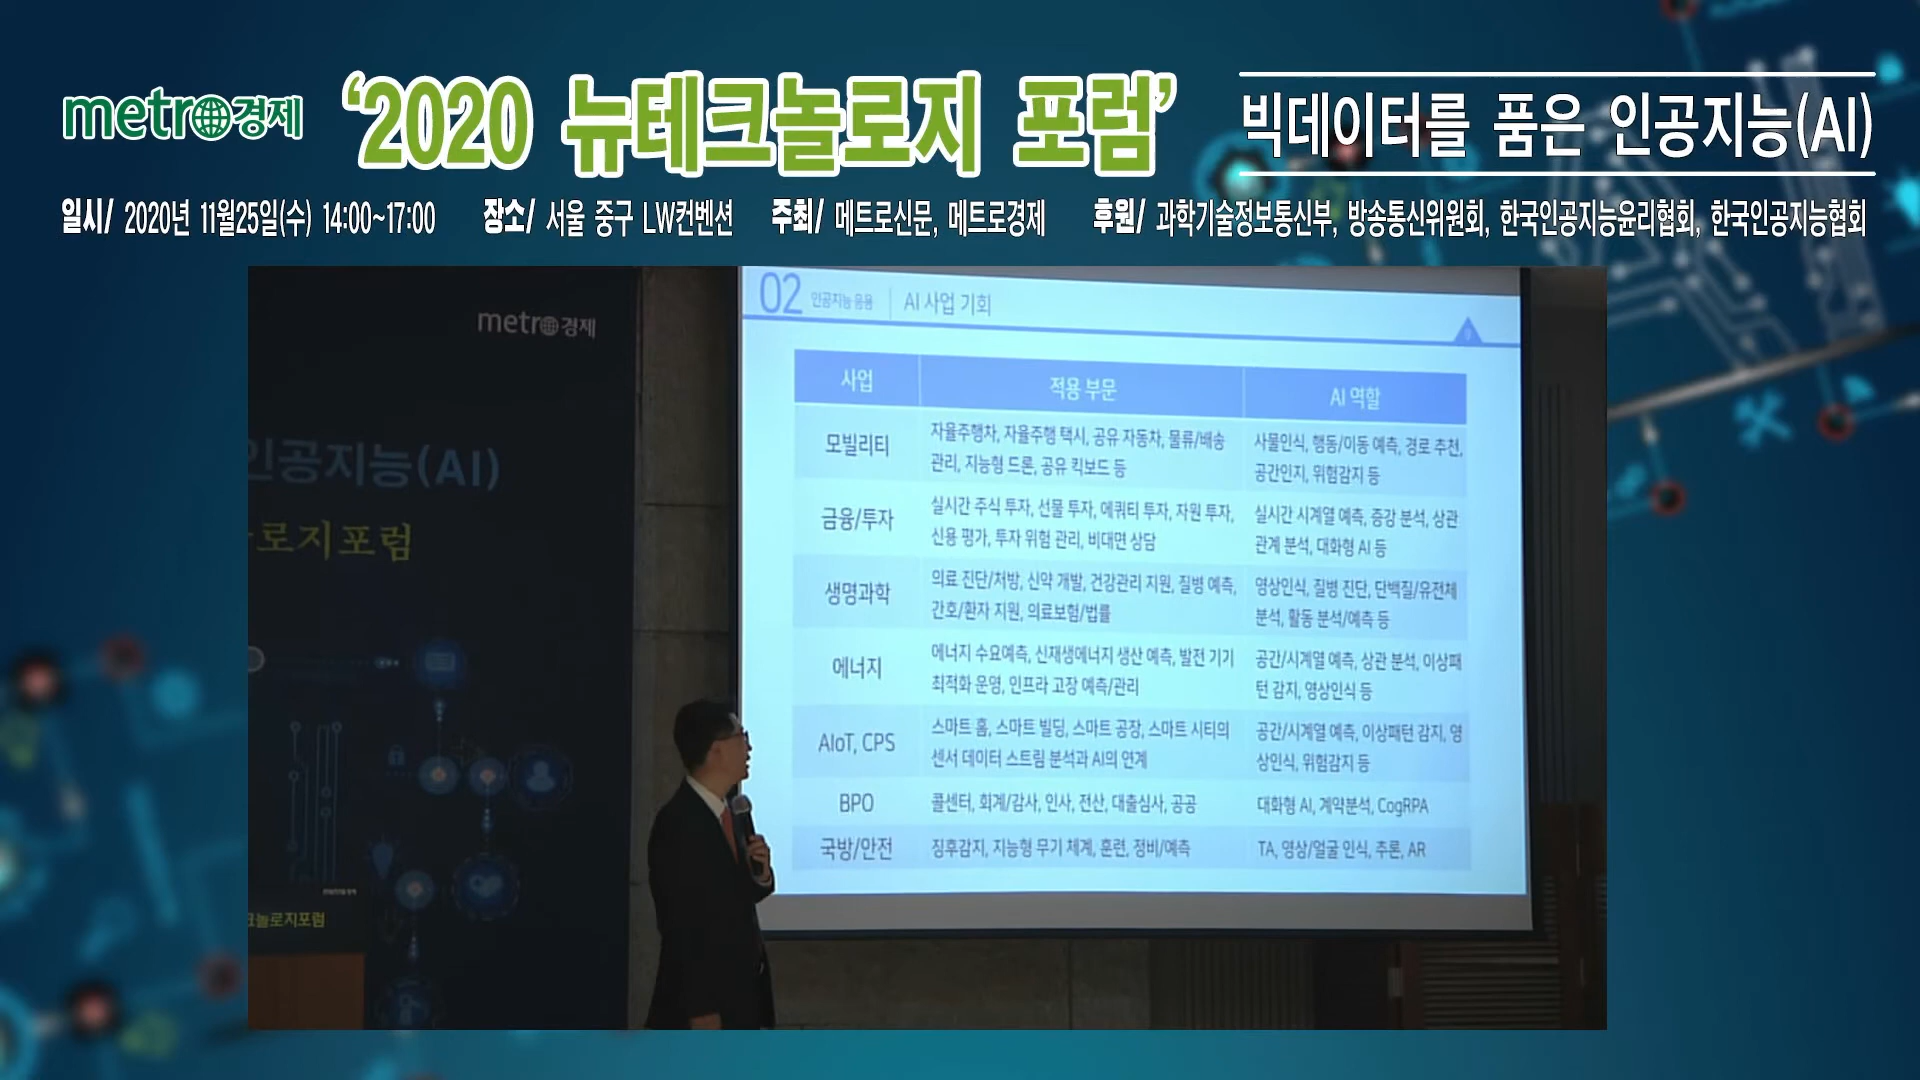 metro경제
‘2020 뉴테크놀로지 포럼’
빅데이터를 품은 인공지능(AI)
일시/ 2020년 11월25일(수) 14:00~17:00 장소/ 서울 중구 LW컨벤션 주최/ 메트로신문, 메트로경제 후원/ 과학기술정보통신부, 방송통신위원회, 한국인공지능윤리협회, 한국인공지능협회
metro경제
인공지능(AI)
로지포럼
크놀로지포럼
02 인공지능 응용 AI 사업 기회
9
사업 적용 부문 AI 역할
모빌리티
자율주행차, 자율주행 택시, 공유 자동차, 물류/배송
관리, 지능형 드론, 공유 킥보드 등
사물인식, 행동/이동 예측, 경로 추천,
공간인지, 위험감지 등
금융/투자
실시간 주식 투자, 선물 투자, 에쿼티 투자, 자원 투자,
신용 평가, 투자 위험 관리, 비대면 상담
실시간 시계열 예측, 증강 분석, 상관
관계 분석, 대화형 AI 등
생명과학
의료 진단/처방, 신약 개발, 건강관리 지원, 질병 예측,
간호/환자 지원, 의료보험/법률
영상인식, 질병 진단, 단백질/유전체
분석, 활동 분석/예측 등
에너지
에너지 수요예측, 신재생에너지 생산 예측, 발전 기기
최적화 운영, 인프라 고장 예측/관리
공간/시계열 예측, 상관 분석, 이상패
턴 감지, 영상인식 등
AIoT, CPS
스마트 홈, 스마트 빌딩, 스마트 공장, 스마트 시티의
센서 데이터 스트림 분석과 AI의 연계
공간/시계열 예측, 이상패턴 감지, 영
상인식, 위험감지 등
BPO
콜센터, 회계/감사, 인사, 전산, 대출심사, 공공
대화형 AI, 계약분석, CogRPA
국방/안전
징후감지, 지능형 무기 체계, 훈련, 정비/예측
TA, 영상/얼굴 인식, 추론, AR